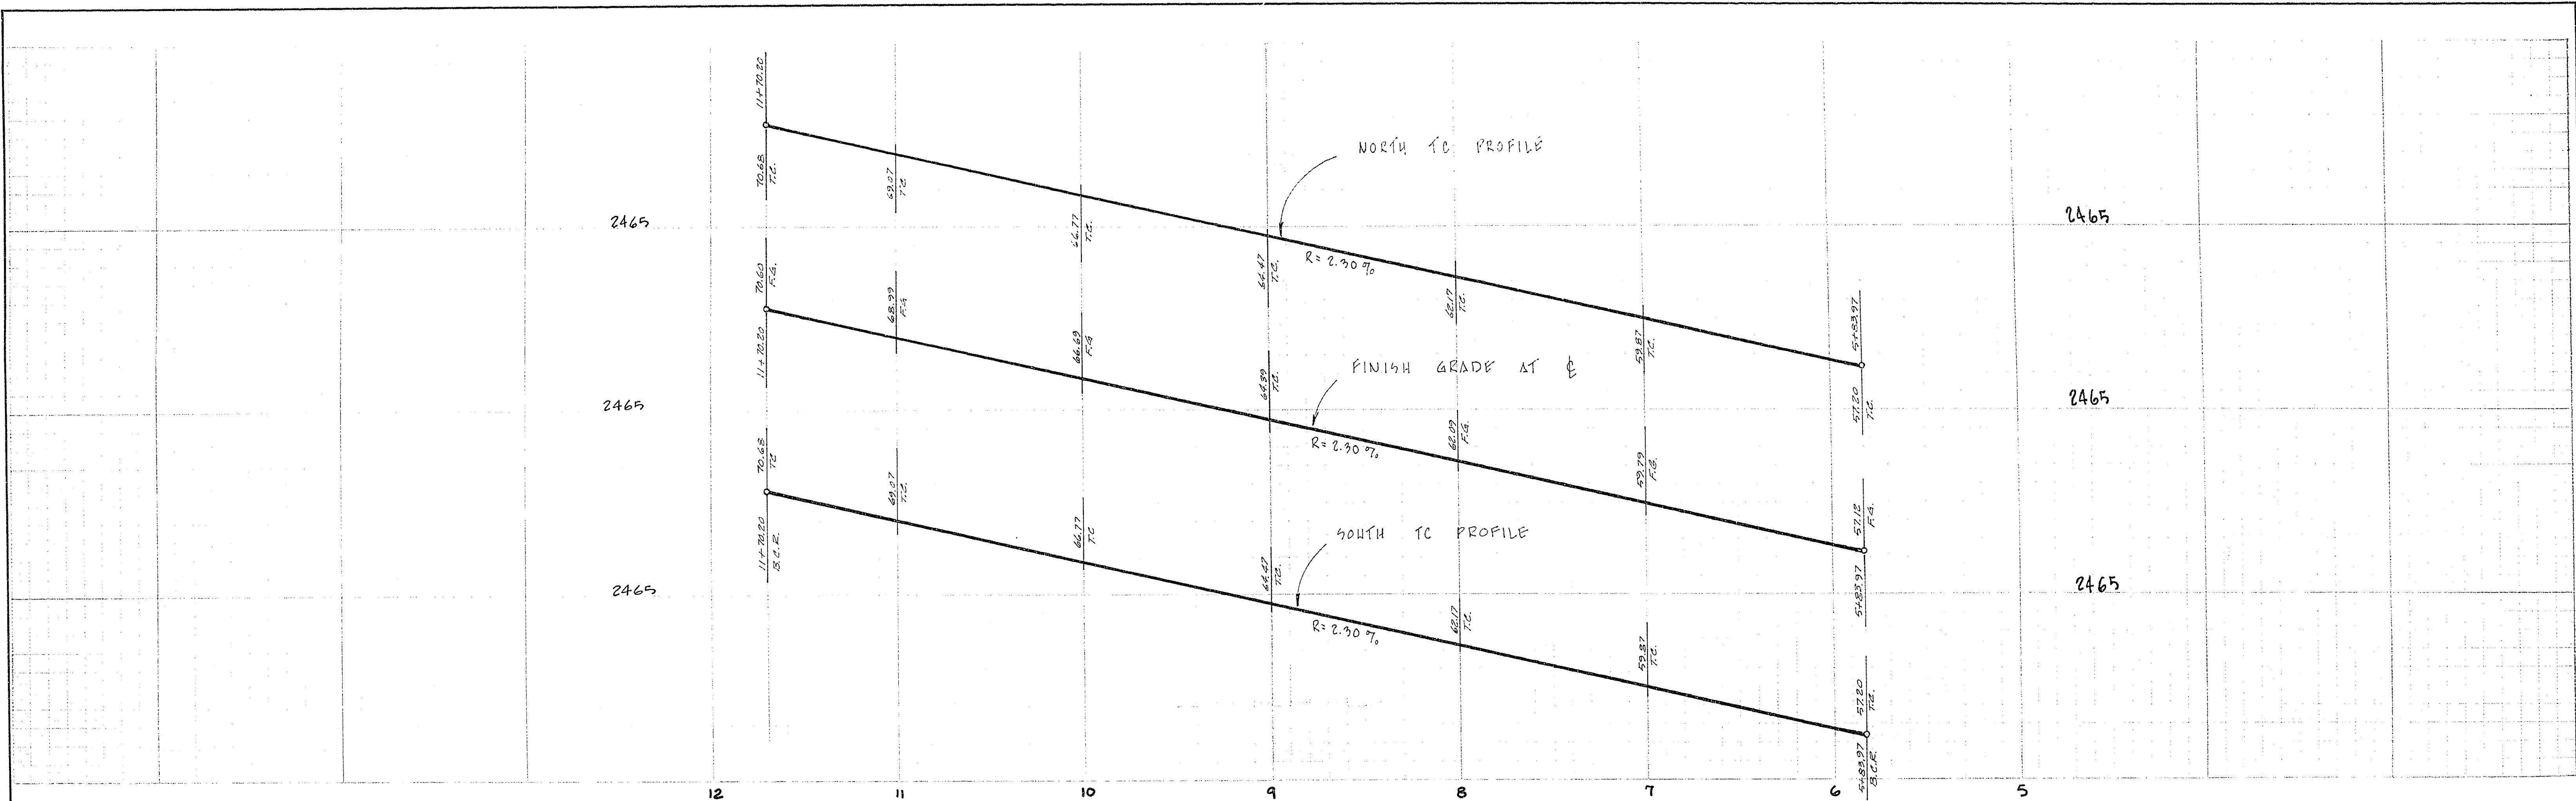 11+70.20
70.68
T.C.
69.07
T.C
66.77
T.C.
64.47
T.C.
R= 2.30 %
62.17
T.C.
59.87
T.C.
5+83.97
57.20
T.C.
NORTH TC PROFILE
2465
2465
70.60
F.G.
11+70.20
68.99
F.G
66.69
F.G
64.39
T.C.
R= 2.30 %
62.09
F.G.
59.79
F.G.
57.12
F.G.
5+83.97
FINISH GRADE AT ℄
2465
2465
70.68
TC
11+70.20
B.C.R.
69.07
T.C.
66.77
T.C
64.47
T.C.
R= 2.30 %
62.17
T.C.
59.87
T.C.
57.20
T.C.
5+83.97
B.C.R.
SOUTH TC PROFILE
2465
2465
12 11 10 9 8 7 6 5